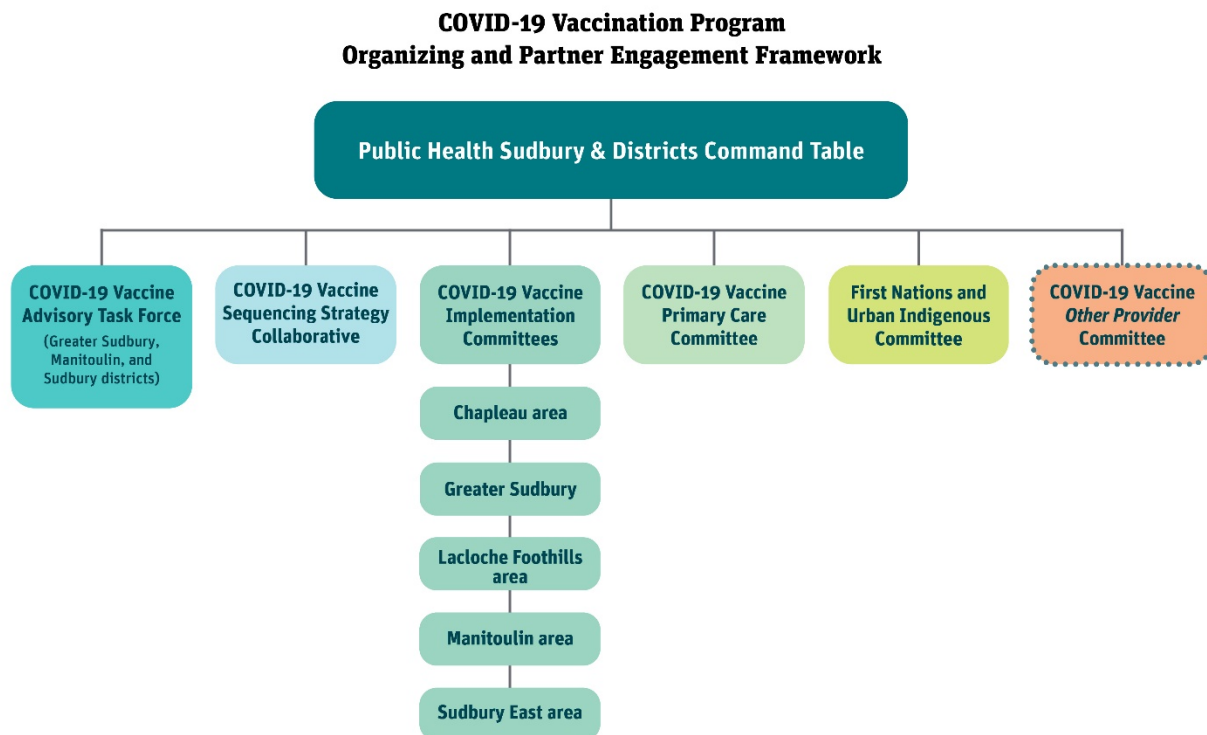 COVID-19 Vaccination Program
Organizing and Partner Engagement Framework
Public Health Sudbury & Districts Command Table
COVID-19 Vaccine
Advisory Task Force
(Greater Sudbury,
Manitoulin, and
Sudbury districts)
COVID-19 Vaccine
Sequencing Strategy
Collaborative
COVID-19 Vaccine
Implementation
Committees
COVID-19 Vaccine
Primary Care
Committee
First Nations and
Urban Indigenous
Committee
COVID-19 Vaccine
Other Provider
Committee
Chapleau area
Greater Sudbury
Lacloche Foothills
area
Manitoulin area
Sudbury East area